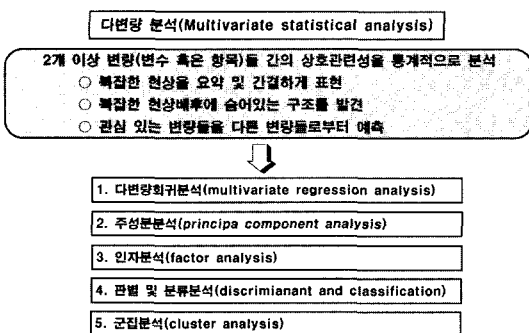 다변량 분석(Multivariate statistical analysis)
2개 이상 변량(변수 혹은 항목)들 간의 상호관련성을 통계적으로 분석
○ 복잡한 현상을 요약 및 간결하게 표현
○ 복잡한 현상배후에 숨어있는 구조를 발견
○ 관심 있는 변량들을 다른 변량들로부터 예측
1. 다변량회귀분석(multivariate regression analysis)
2. 주성분분석(principa component analysis)
3. 인자분석(factor analysis)
4. 판별 및 분류분석(discrimianant and classification)
5. 군집분석(cluster analysis)